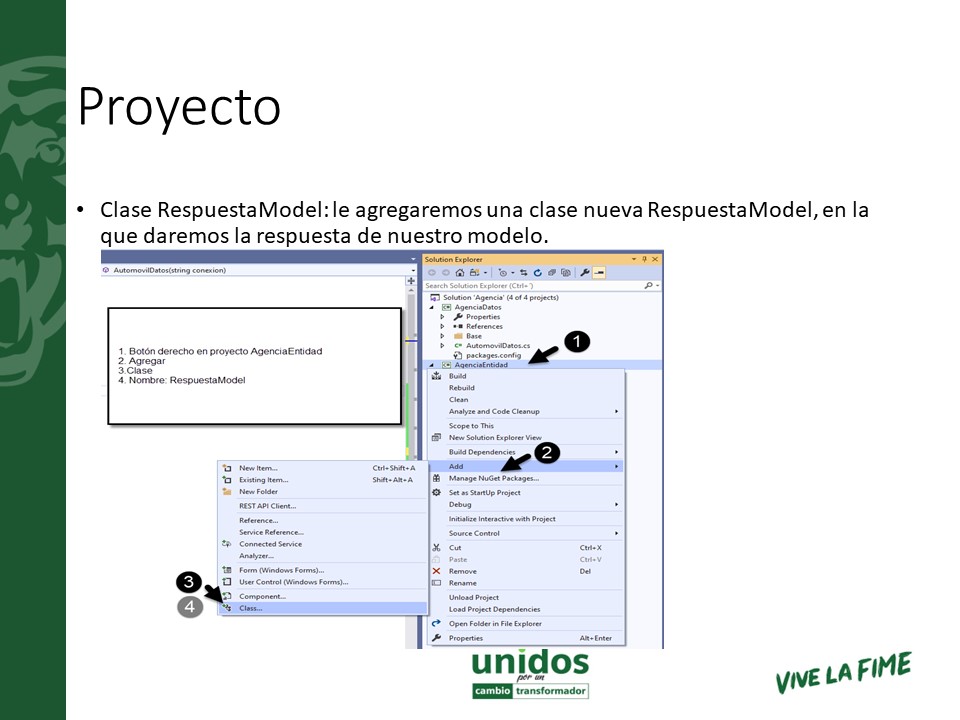 Proyecto
• Clase RespuestaModel: le agregaremos una clase nueva RespuestaModel, en la
que daremos la respuesta de nuestro modelo.
AutomovilDatos(string conexion)
1. Botón derecho en proyecto AgenciaEntidad
2. Agregar
3.Clase
4. Nombre: RespuestaModel
Solution Explorer
Search Solution Explorer (Ctrl+')
Solution 'Agencia' (4 of 4 projects)
AgenciaDatos
Properties
References
Base
AutomovilDatos.cs
packages.config
1
AgenciaEntidad
Build
Rebuild
Clean
Analyze and Code Cleanup
Scope to This
New Solution Explorer View
Build Dependencies
2
Add
Manage NuGet Packages...
Set as StartUp Project
Debug
Initialize Interactive with Project
Source Control
Cut Ctrl+X
Paste Ctrl+V
Remove Del
Rename
Unload Project
Load Project Dependencies
Open Folder in File Explorer
Properties Alt+Enter
New Item... Ctrl+Shift+A
Existing Item... Shift+Alt+A
New Folder
REST API Client...
Reference...
Service Reference...
Connected Service
Analyzer...
Form (Windows Forms)...
User Control (Windows Forms)...
Component...
Class...
3
4
unidos
por un
cambio transformador
VIVE LA FIME